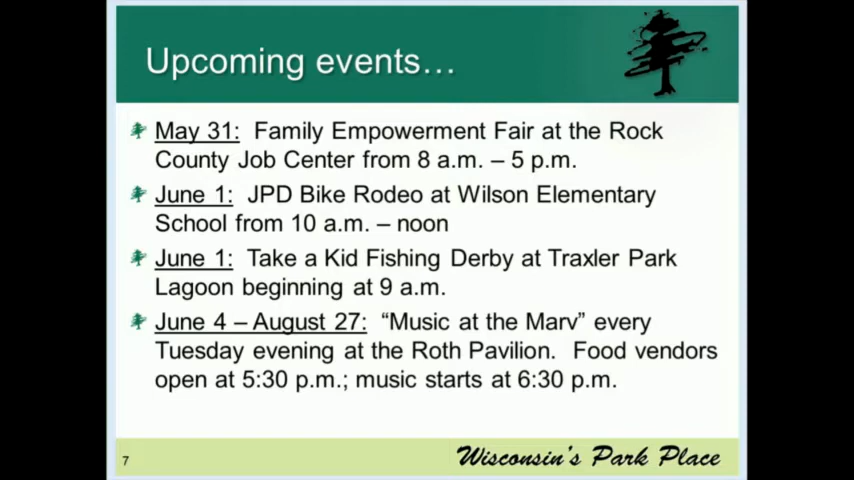 Upcoming events…
May 31: Family Empowerment Fair at the Rock
County Job Center from 8 a.m. – 5 p.m.
June 1: JPD Bike Rodeo at Wilson Elementary
School from 10 a.m. – noon
June 1: Take a Kid Fishing Derby at Traxler Park
Lagoon beginning at 9 a.m.
June 4 – August 27: “Music at the Marv” every
Tuesday evening at the Roth Pavilion. Food vendors
open at 5:30 p.m.; music starts at 6:30 p.m.
7
Wisconsin's Park Place